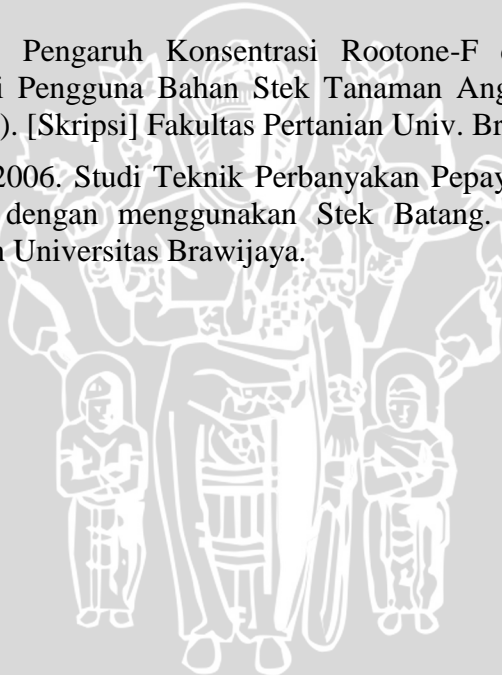 Pengaruh Konsentrasi Rootone-F
i Pengguna Bahan Stek Tanaman Ang
). [Skripsi] Fakultas Pertanian Univ. Br
2006. Studi Teknik Perbanyakan Pepay
dengan menggunakan Stek Batang.
Universitas Brawijaya.